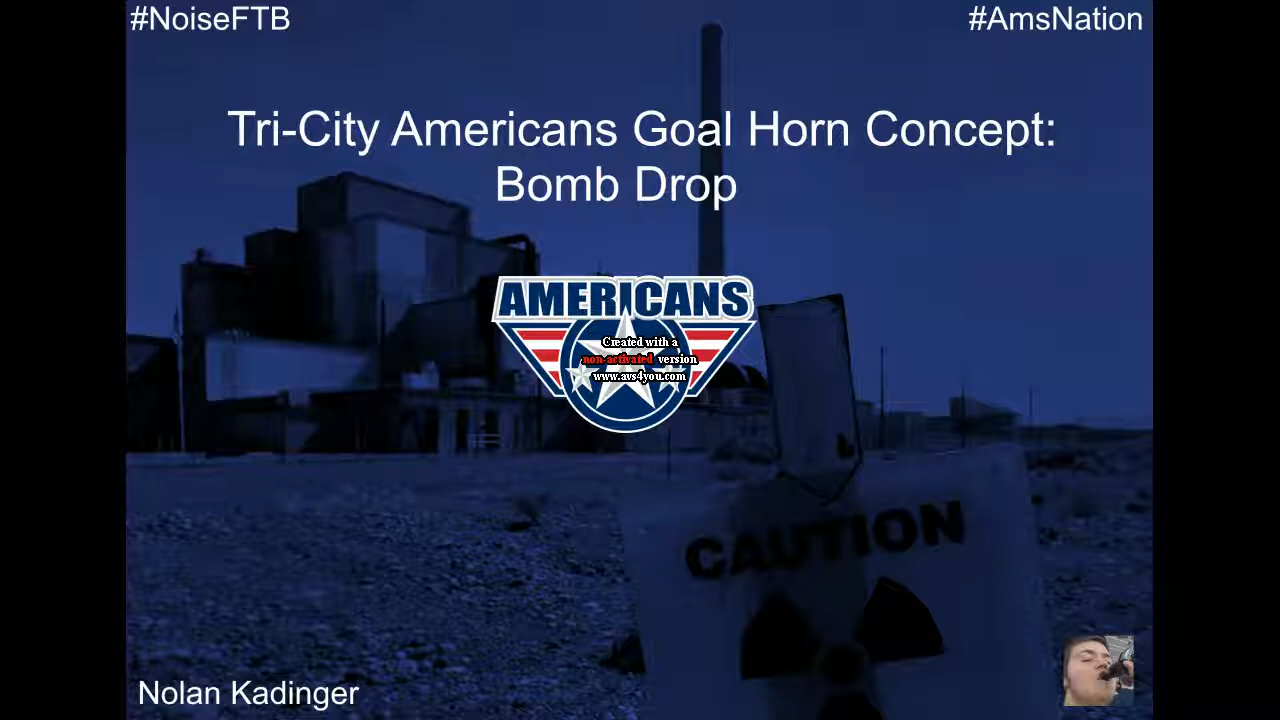 #NoiseFTB
#AmsNation
Tri-City Americans Goal Horn Concept:
Bomb Drop
AMERICANS
Created with a
non-activated version
www.avs4you.com
CAUTION
Nolan Kadinger